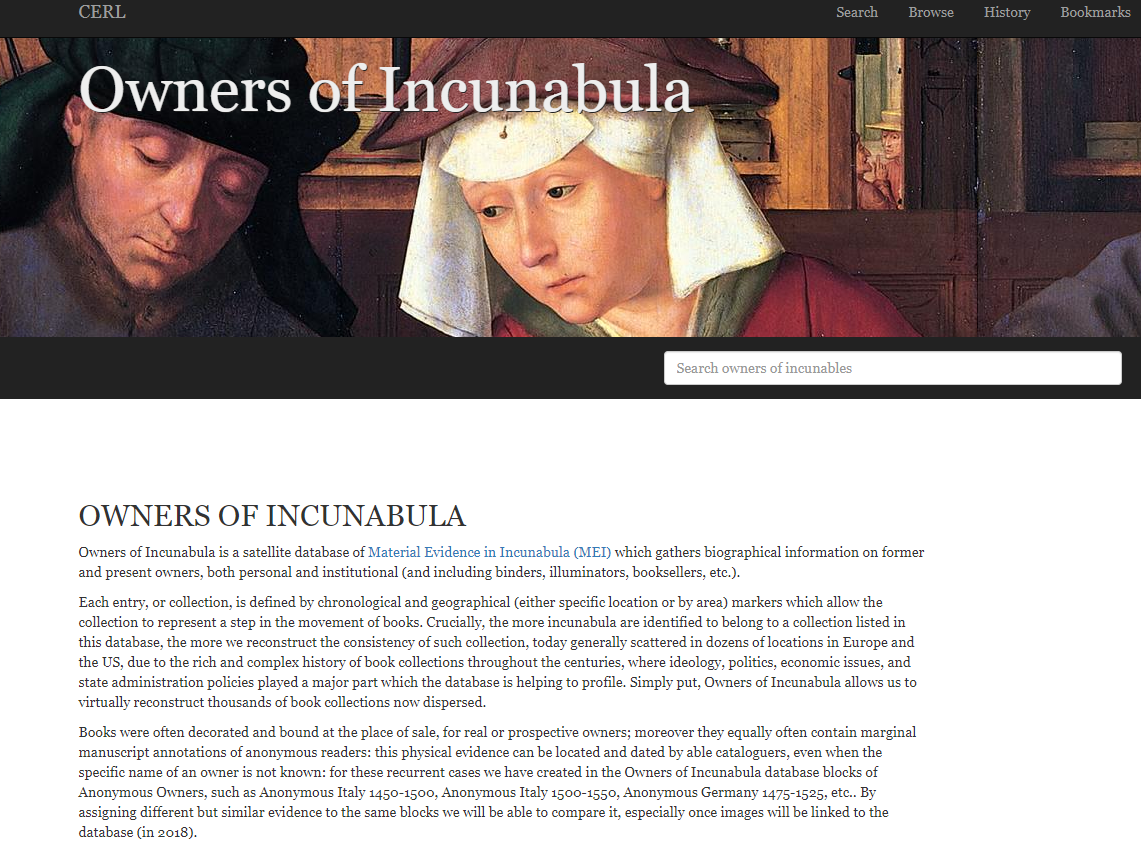 CERL
Search
Browse
History
Bookmarks
Owners of Incunabula
Search owners of incunables
OWNERS OF INCUNABULA
Owners of Incunabula is a satellite database of Material Evidence in Incunabula (MEI) which gathers biographical information on former
and present owners, both personal and institutional (and including binders, illuminators, booksellers, etc.).
Each entry, or collection, is defined by chronological and geographical (either specific location or by area) markers which allow the
collection to represent a step in the movement of books. Crucially, the more incunabula are identified to belong to a collection listed in
this database, the more we reconstruct the consistency of such collection, today generally scattered in dozens of locations in Europe and
the US, due to the rich and complex history of book collections throughout the centuries, where ideology, politics, economic issues, and
state administration policies played a major part which the database is helping to profile. Simply put, Owners of Incunabula allows us to
virtually reconstruct thousands of book collections now dispersed.
Books were often decorated and bound at the place of sale, for real or prospective owners; moreover they equally often contain marginal
manuscript annotations of anonymous readers: this physical evidence can be located and dated by able cataloguers, even when the
specific name of an owner is not known: for these recurrent cases we have created in the Owners of Incunabula database blocks of
Anonymous Owners, such as Anonymous Italy 1450-1500, Anonymous Italy 1500-1550, Anonymous Germany 1475-1525, etc.. By
assigning different but similar evidence to the same blocks we will be able to compare it, especially once images will be linked to the
database (in 2018).